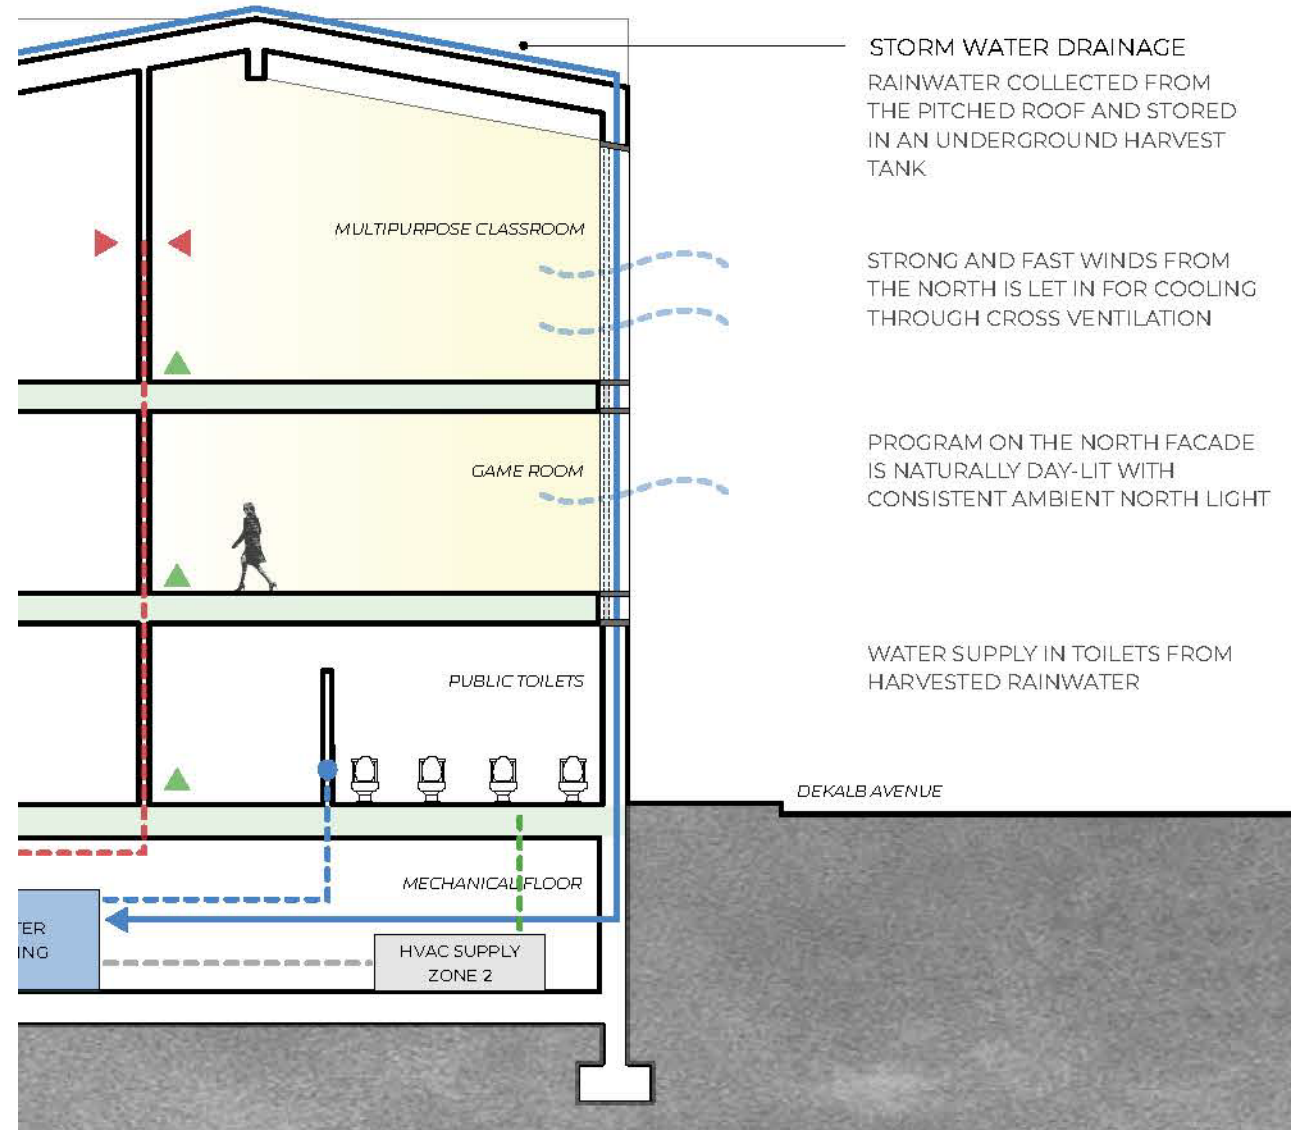 STORM WATER DRAINAGE
RAINWATER COLLECTED FROM
THE PITCHED ROOF AND STORED
IN AN UNDERGROUND HARVEST
TANK
MULTIPURPOSE CLASSROOM
STRONG AND FAST WINDS FROM
THE NORTH IS LET IN FOR COOLING
THROUGH CROSS VENTILATION
GAME ROOM
PROGRAM ON THE NORTH FACADE
IS NATURALLY DAY-LIT WITH
CONSISTENT AMBIENT NORTH LIGHT
PUBLIC TOILETS
WATER SUPPLY IN TOILETS FROM
HARVESTED RAINWATER
DEKALB AVENUE
MECHANICAL FLOOR
TER
NG
HVAC SUPPLY
ZONE 2